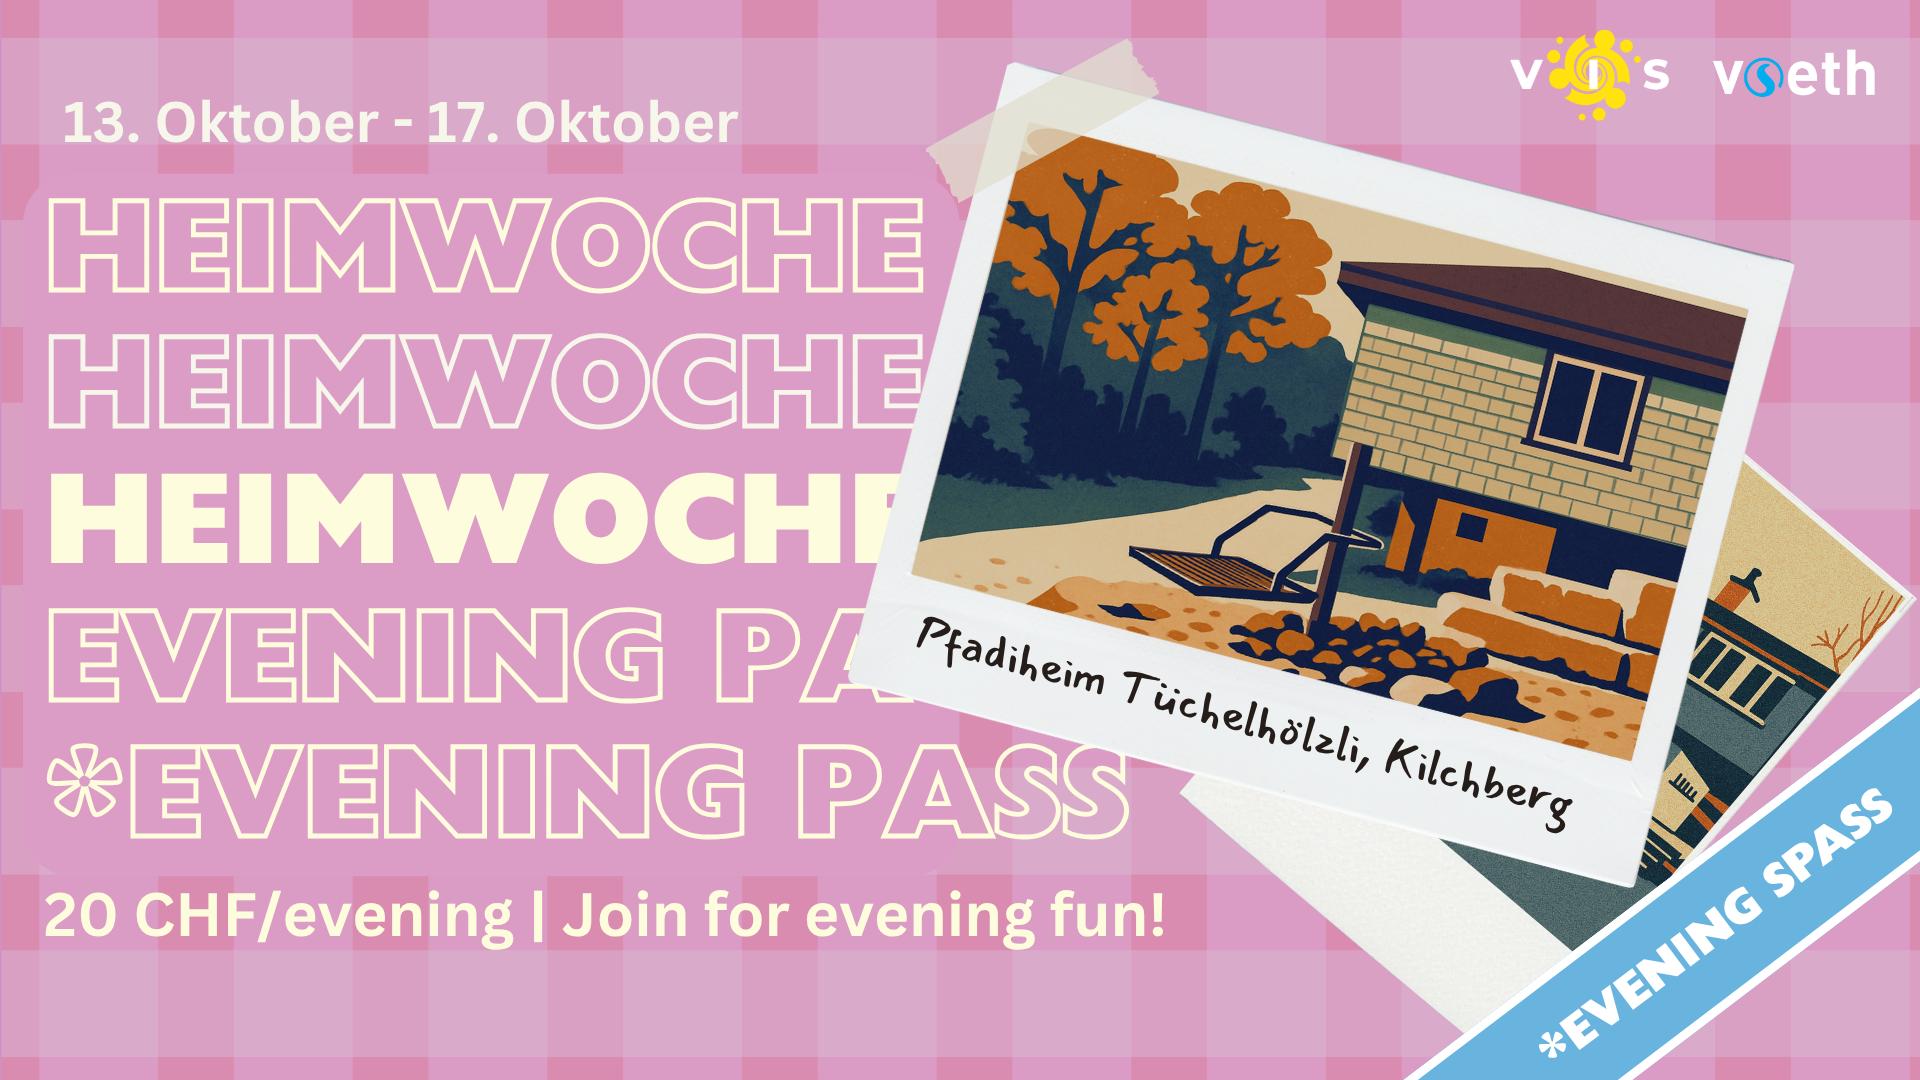 13. Oktober - 17. Oktober
vis
vseth
HEIMWOCHE
HEIMWOCHE
HEIMWOCHE
EVENING PA
*EVENING PASS
20 CHF/evening | Join for evening fun!
Pfadiheim Tüchelhölzli, Kilchberg
*EVENING SPASS